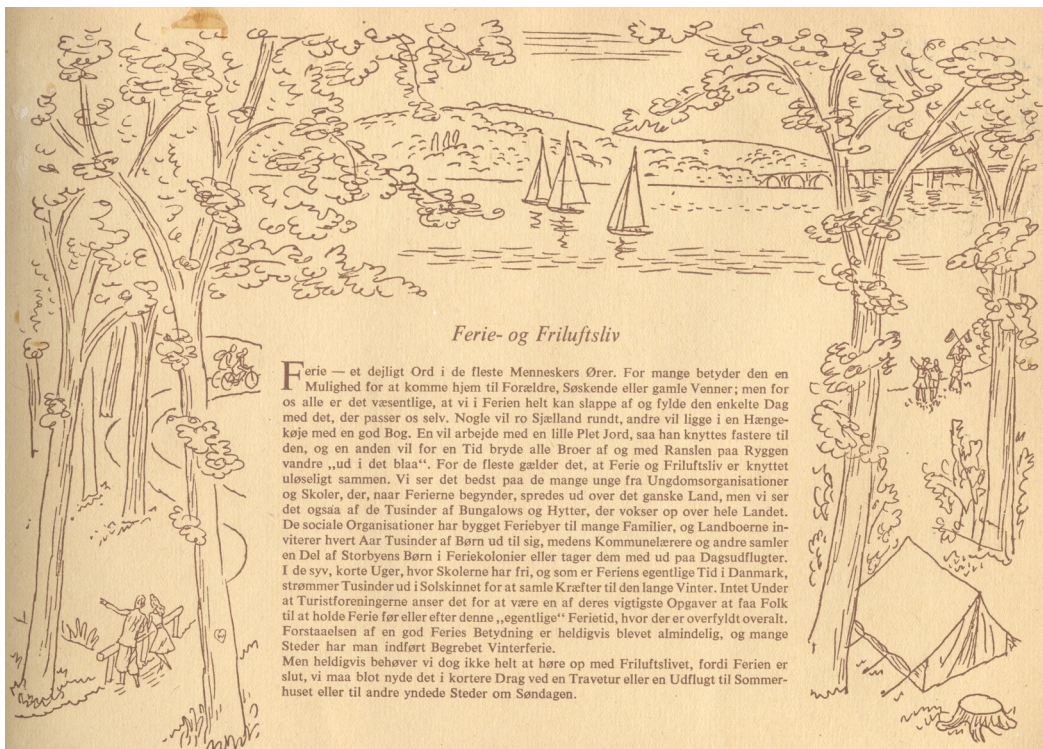 Ferie- og Friluftsliv
Ferie — et dejligt Ord i de fleste Menneskers Ører. For mange betyder den en
Mulighed for at komme hjem til Forældre, Søskende eller gamle Venner; men for
os alle er det væsentlige, at vi i Ferien helt kan slappe af og fylde den enkelte Dag
med det, der passer os selv. Nogle vil ro Sjælland rundt, andre vil ligge i en Hænge-
køje med en god Bog. En vil arbejde med en lille Plet Jord, saa han knyttes fastere til
den, og en anden vil for en Tid bryde alle Broer af og med Ranslen paa Ryggen
vandre „ud i det blaa“. For de fleste gælder det, at Ferie og Friluftsliv er knyttet
uløseligt sammen. Vi ser det bedst paa de mange unge fra Ungdomsorganisationer
og Skoler, der, naar Ferierne begynder, spredes ud over det ganske Land, men vi ser
det ogsaa af de Tusinder af Bungalows og Hytter, der vokser op over hele Landet.
De sociale Organisationer har bygget Feriebyer til mange Familier, og Landboerne in-
viterer hvert Aar Tusinder af Børn ud til sig, medens Kommunelærere og andre samler
en Del af Storbyens Børn i Feriekolonier eller tager dem med ud paa Dagsudflugter.
I de syv, korte Uger, hvor Skolerne har fri, og som er Feriens egentlige Tid i Danmark,
strømmer Tusinder ud i Solskinnet for at samle Kræfter til den lange Vinter. Intet Under
at Turistforeningerne anser det for at være en af deres vigtigste Opgaver at faa Folk
til at holde Ferie før eller efter denne „egentlige“ Ferietid, hvor der er overfyldt overalt.
Forstaaelsen af en god Feries Betydning er heldigvis blevet almindelig, og mange
Steder har man indført Begrebet Vinterferie.
Men heldigvis behøver vi dog ikke helt at høre op med Friluftslivet, fordi Ferien er
slut, vi maa blot nyde det i kortere Drag ved en Travetur eller en Udflugt til Sommer-
huset eller til andre yndede Steder om Søndagen.